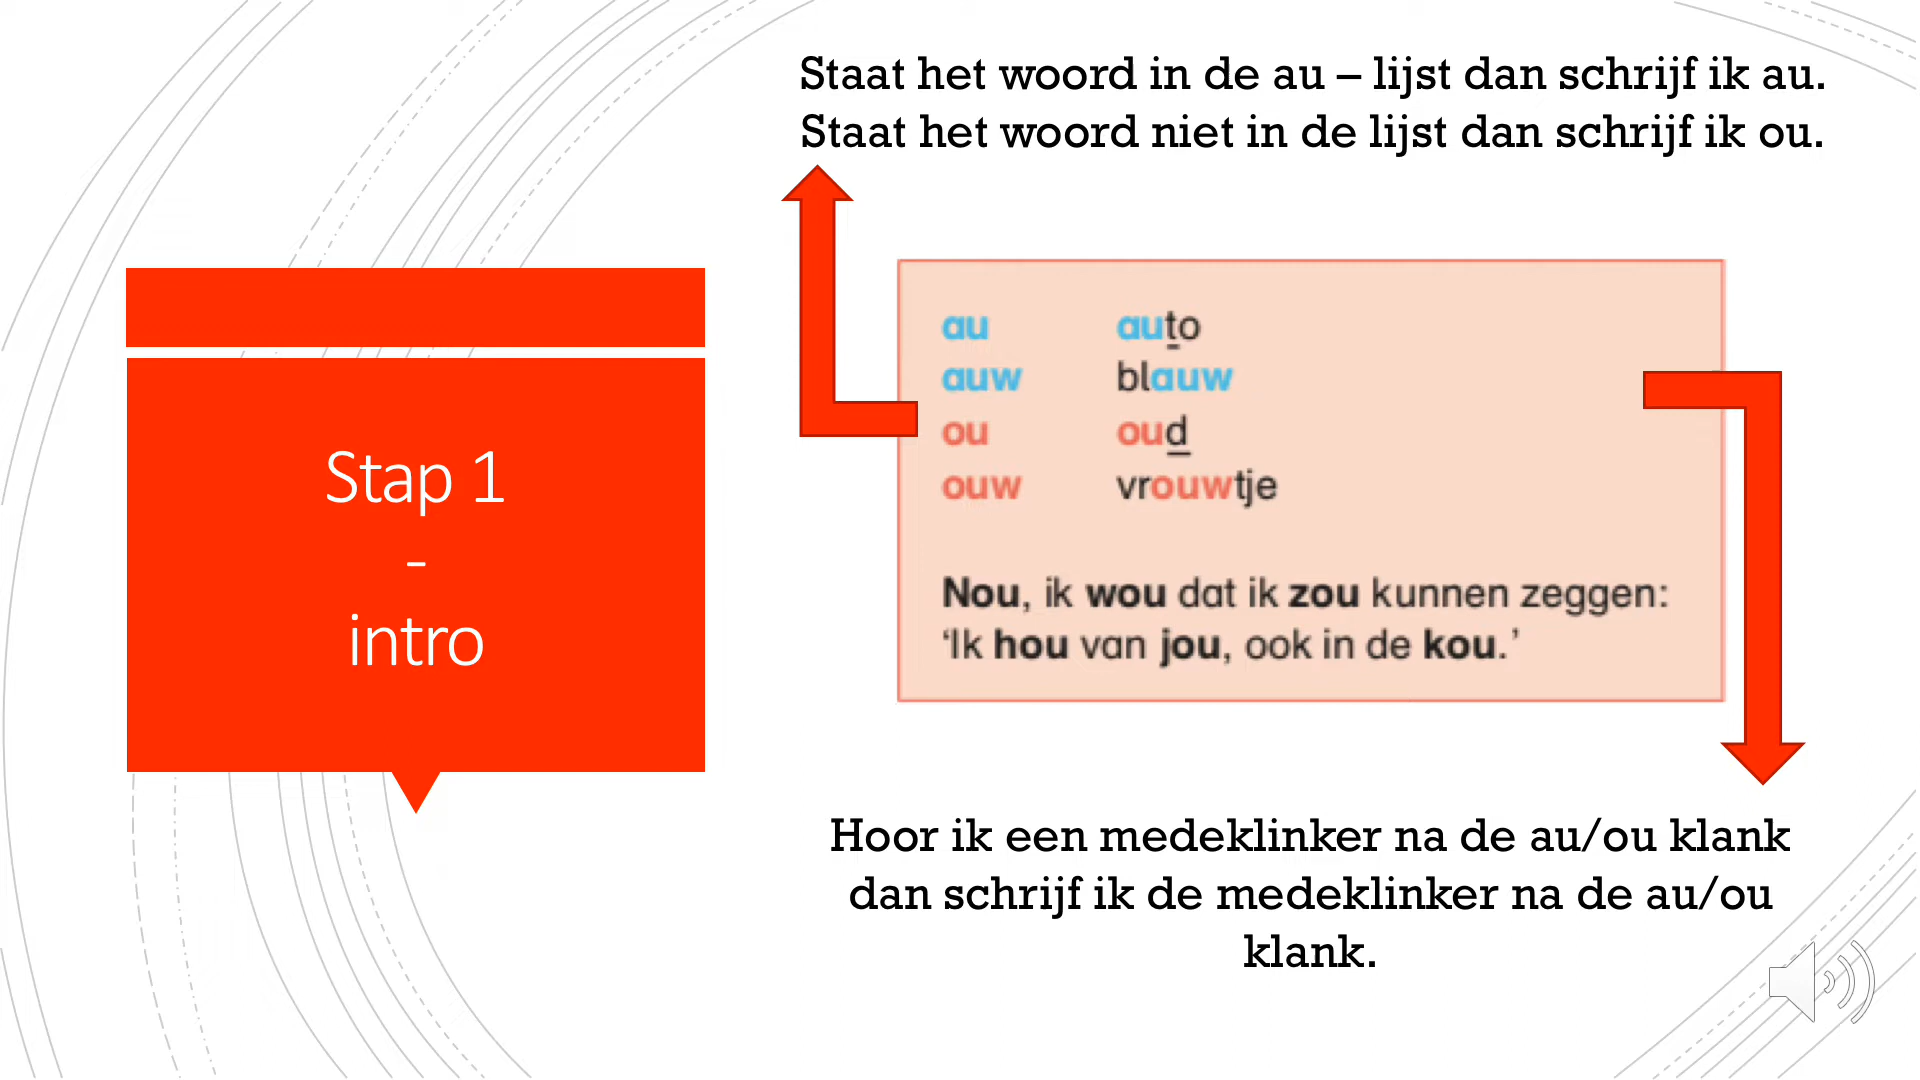 Staat het woord in de au – lijst dan schrijf ik au.
Staat het woord niet in de lijst dan schrijf ik ou.
Stap 1
-
intro
au auto
auw blauw
ou oud
ouw vrouwtje
Nou, ik wou dat ik zou kunnen zeggen:
‘Ik hou van jou, ook in de kou.’
Hoor ik een medeklinker na de au/ou klank
dan schrijf ik de medeklinker na de au/ou
klank.